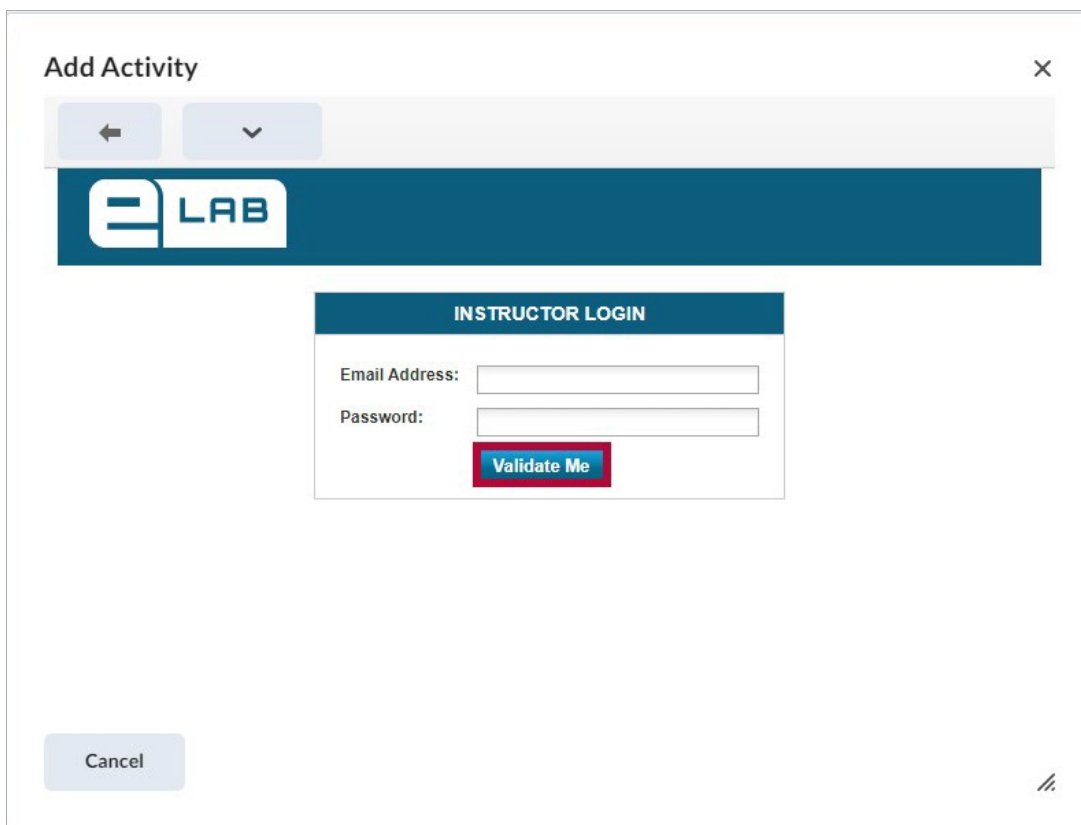 Add Activity
e LAB
INSTRUCTOR LOGIN
Email Address:
Password:
Validate Me
Cancel